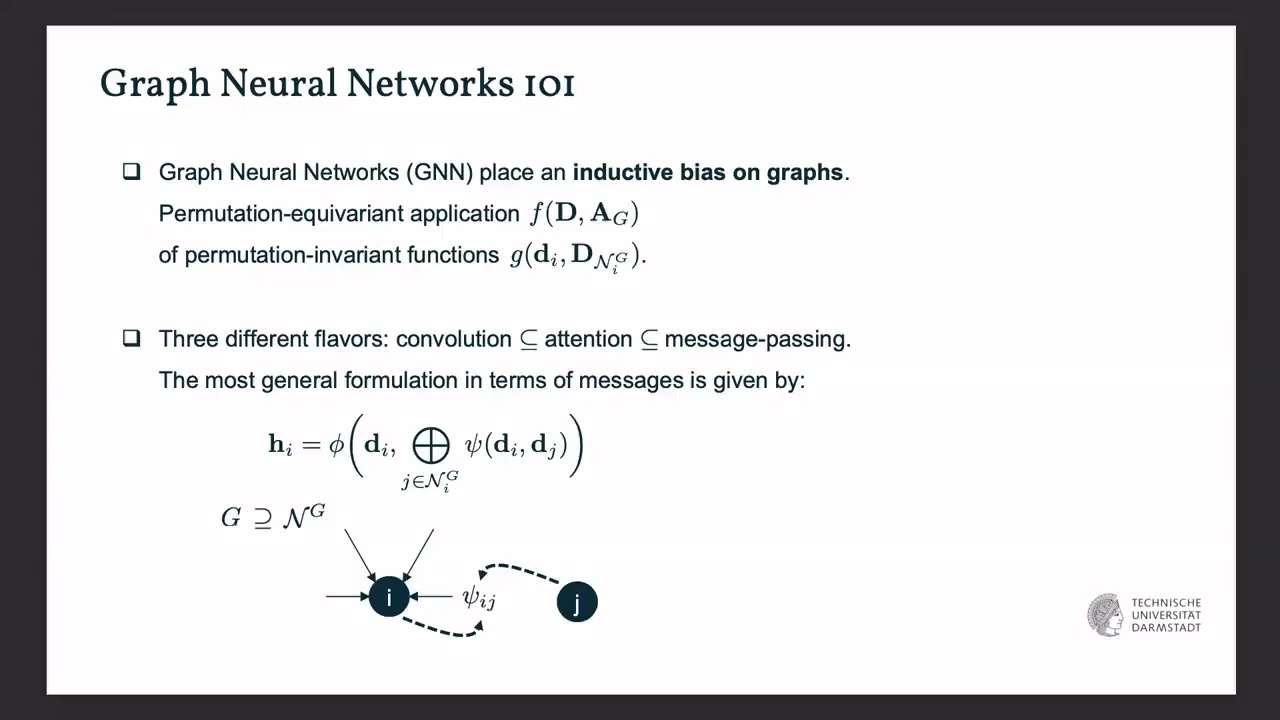 Graph Neural Networks 101
❏ Graph Neural Networks (GNN) place an inductive bias on graphs.
Permutation-equivariant application f(D, A_G)
of permutation-invariant functions g(d_i, D_{𝒩_i^G}).
❏ Three different flavors: convolution ⊆ attention ⊆ message-passing.
The most general formulation in terms of messages is given by:
h_i = ϕ(d_i, ⊕_{j∈𝒩_i^G} ψ(d_i, d_j))
G ⊇ 𝒩^G
i ψ_{ij} j
TECHNISCHE
UNIVERSITÄT
DARMSTADT